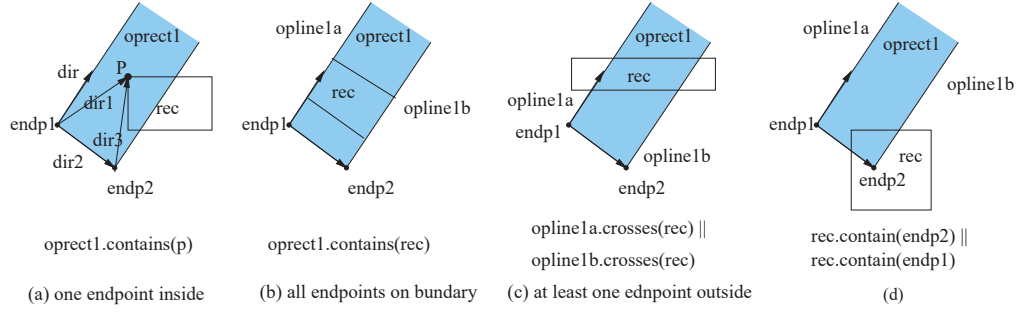 oprect1
dir
P
dir1
rec
endp1
dir3
dir2
endp2
oprect1.contains(p)
(a) one endpoint inside
opline1a
oprect1
rec
opline1b
endp1
endp2
oprect1.contains(rec)
(b) all endpoints on bundary
oprect1
rec
opline1a
endp1
opline1b
endp2
opline1a.crosses(rec) ||
opline1b.crosses(rec)
(c) at least one ednpoint outside
opline1a
oprect1
opline1b
endp1
rec
endp2
rec.contain(endp2) ||
rec.contain(endp1)
(d)